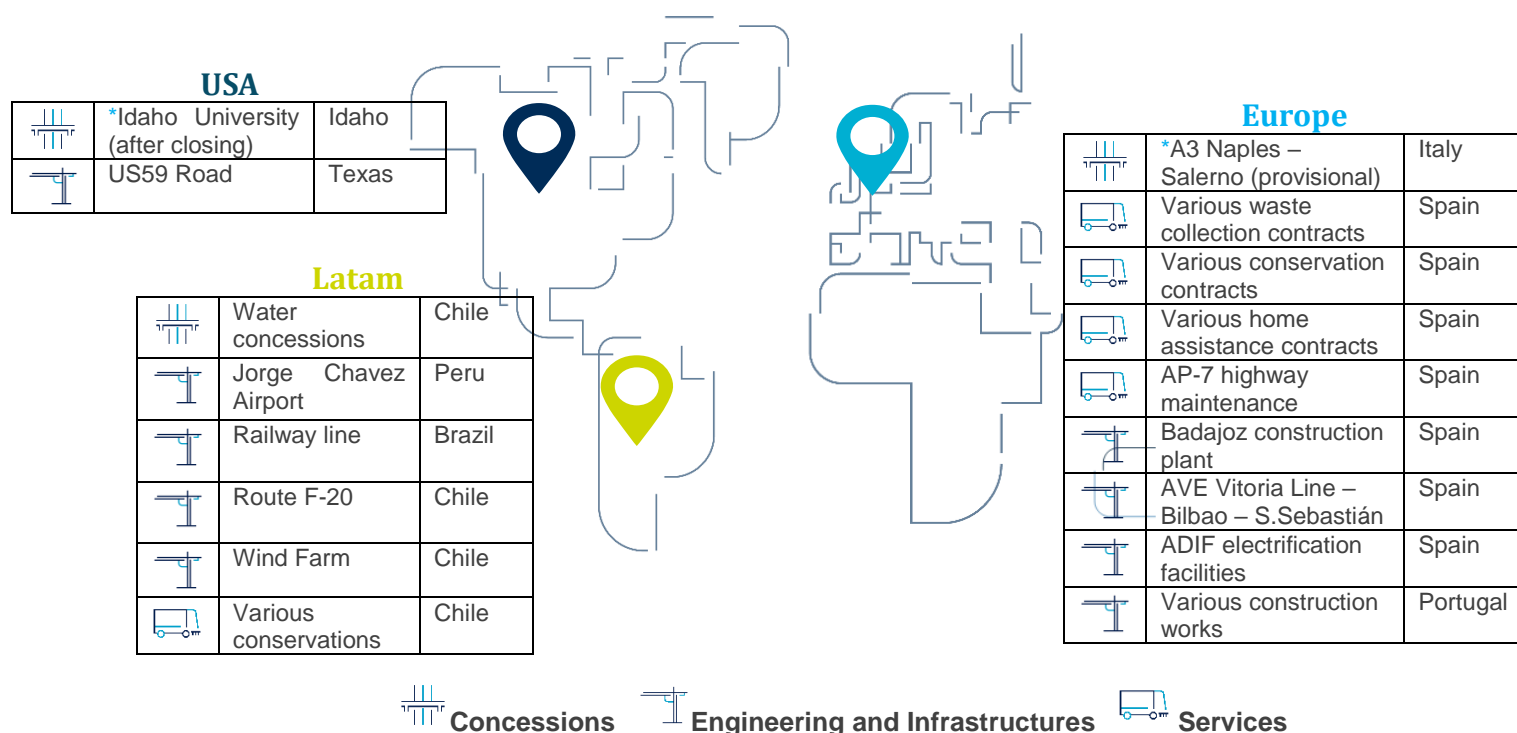 USA
*Idaho University
(after closing)
Idaho
US59 Road
Texas
Latam
Water
concessions
Chile
Jorge Chavez
Airport
Peru
Railway line
Brazil
Route F-20
Chile
Wind Farm
Chile
Various
conservations
Chile
Europe
*A3 Naples –
Salerno (provisional)
Italy
Various waste
collection contracts
Spain
Various conservation
contracts
Spain
Various home
assistance contracts
Spain
AP-7 highway
maintenance
Spain
Badajoz construction
plant
Spain
AVE Vitoria Line –
Bilbao – S.Sebastián
Spain
ADIF electrification
facilities
Spain
Various construction
works
Portugal
Concessions Engineering and Infrastructures Services